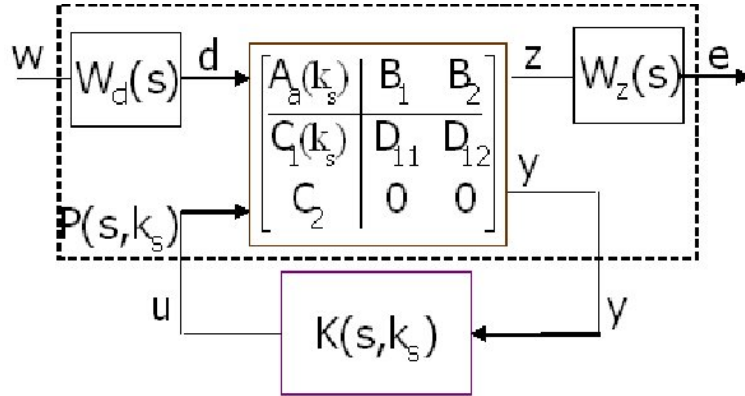 w W_d(s) d
A_a(k_s) B_1 B_2
C_1(k_s) D_11 D_12
C_2 0 0
z W_z(s) e
y
P(s,k_s)
u K(s,k_s) y